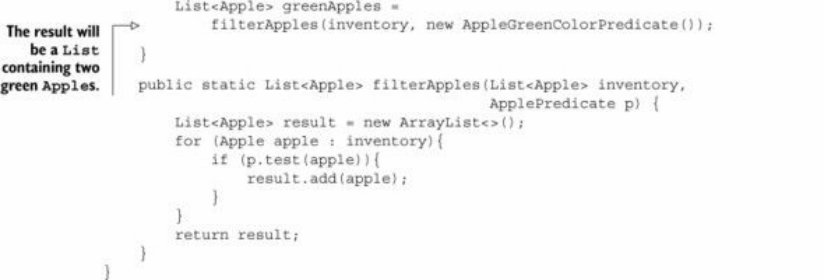 List<Apple> greenApples =
filterApples(inventory, new AppleGreenColorPredicate());
The result will
be a List
containing two
green Apples.
}
public static List<Apple> filterApples(List<Apple> inventory,
ApplePredicate p) {
List<Apple> result = new ArrayList<>();
for (Apple apple : inventory){
if (p.test(apple)){
result.add(apple);
}
}
return result;
}
}